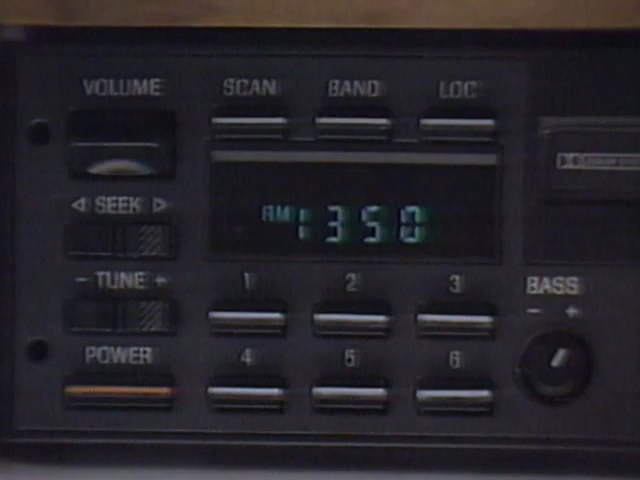 VOLUME SCAN BAND LOC
◁ SEEK ▷
AM 1350
− TUNE + 1 2 3
BASS
− +
POWER 4 5 6